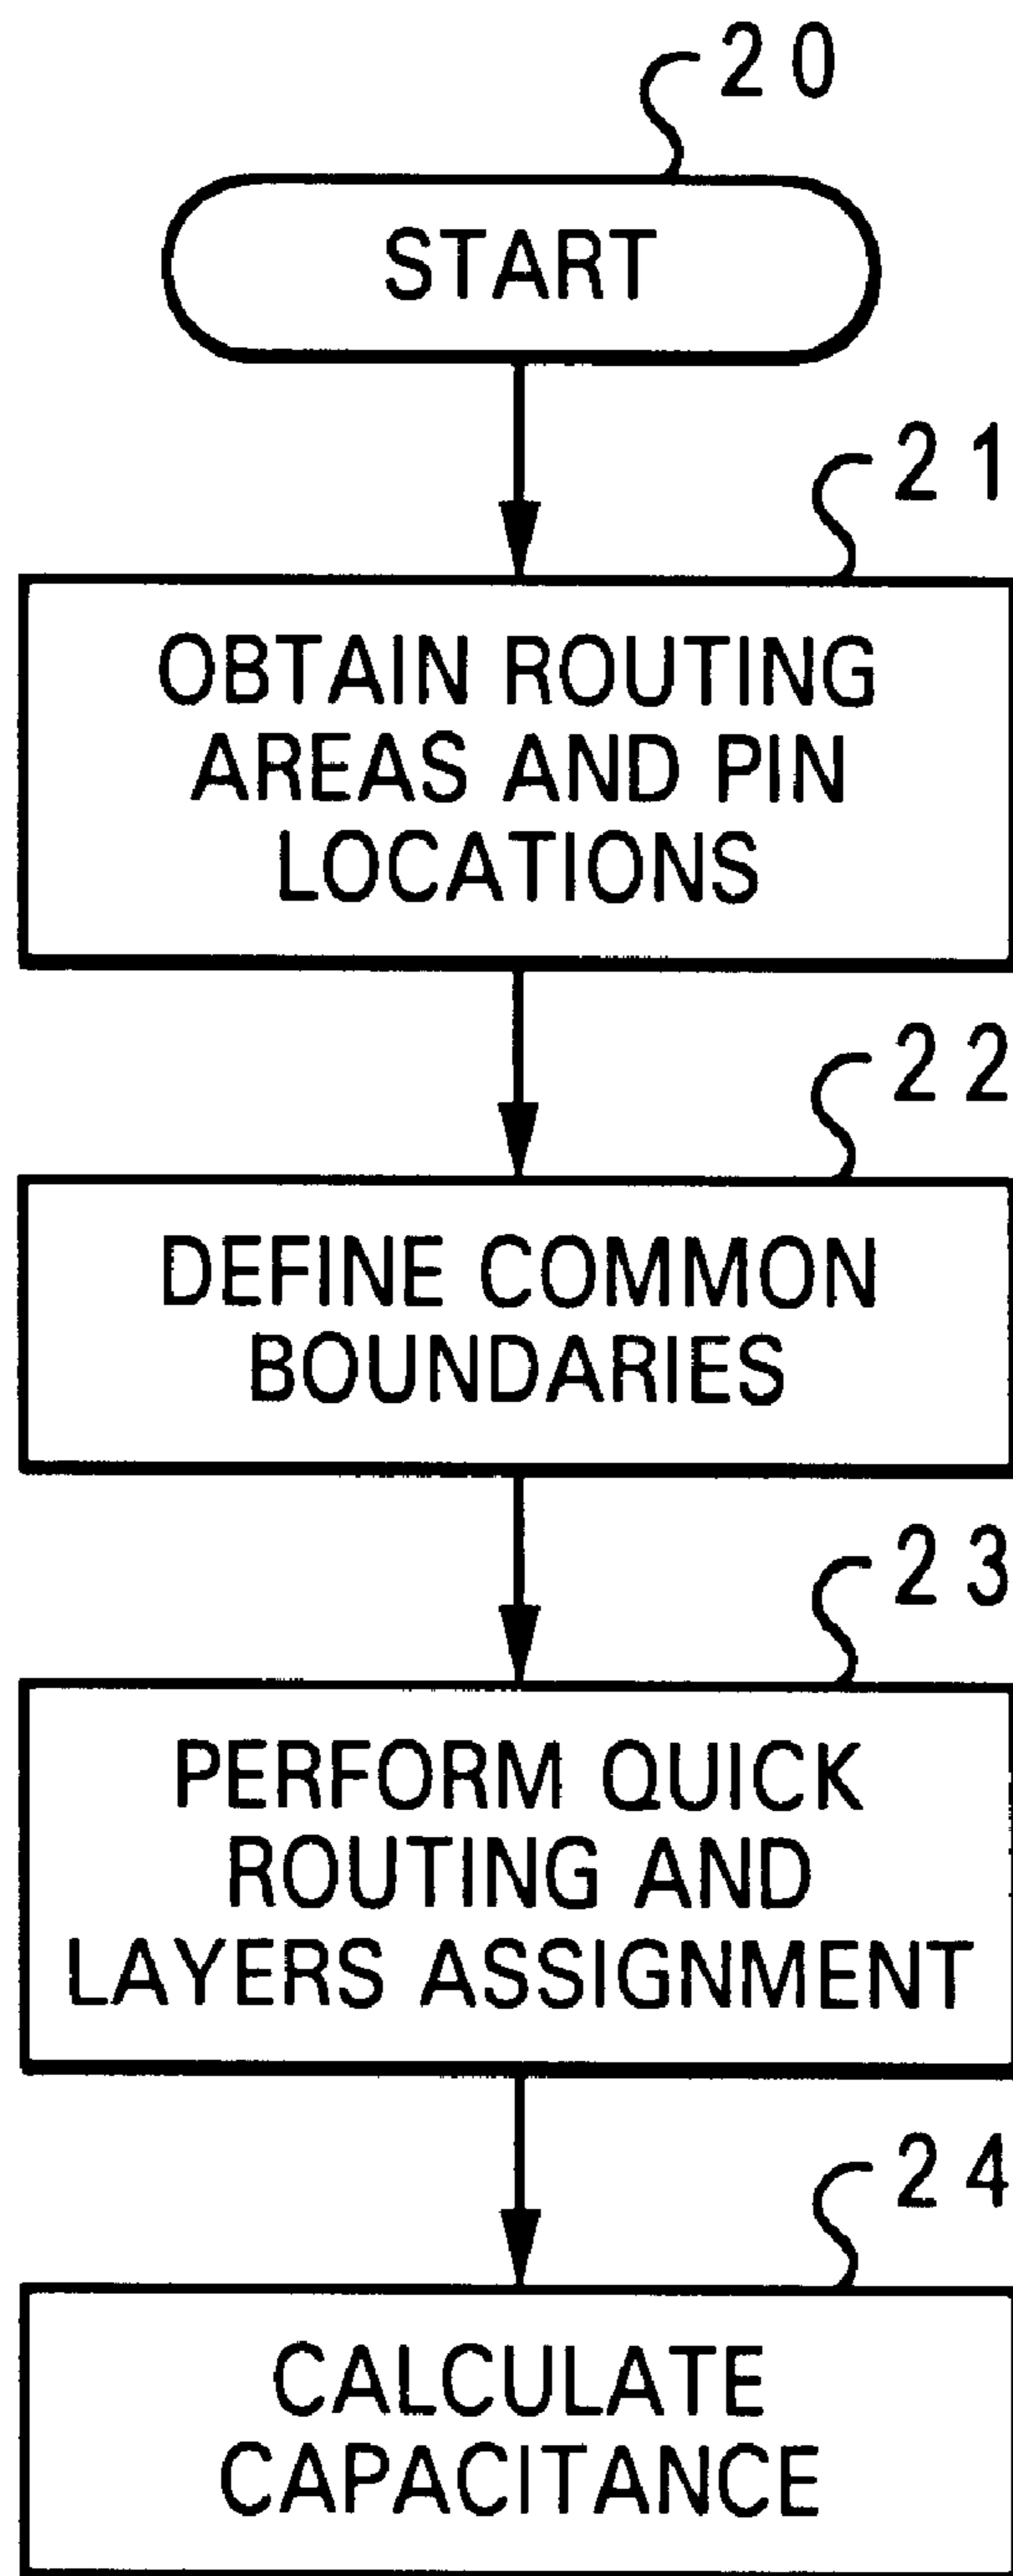 20
START
21
OBTAIN ROUTING
AREAS AND PIN
LOCATIONS
22
DEFINE COMMON
BOUNDARIES
23
PERFORM QUICK
ROUTING AND
LAYERS ASSIGNMENT
24
CALCULATE
CAPACITANCE